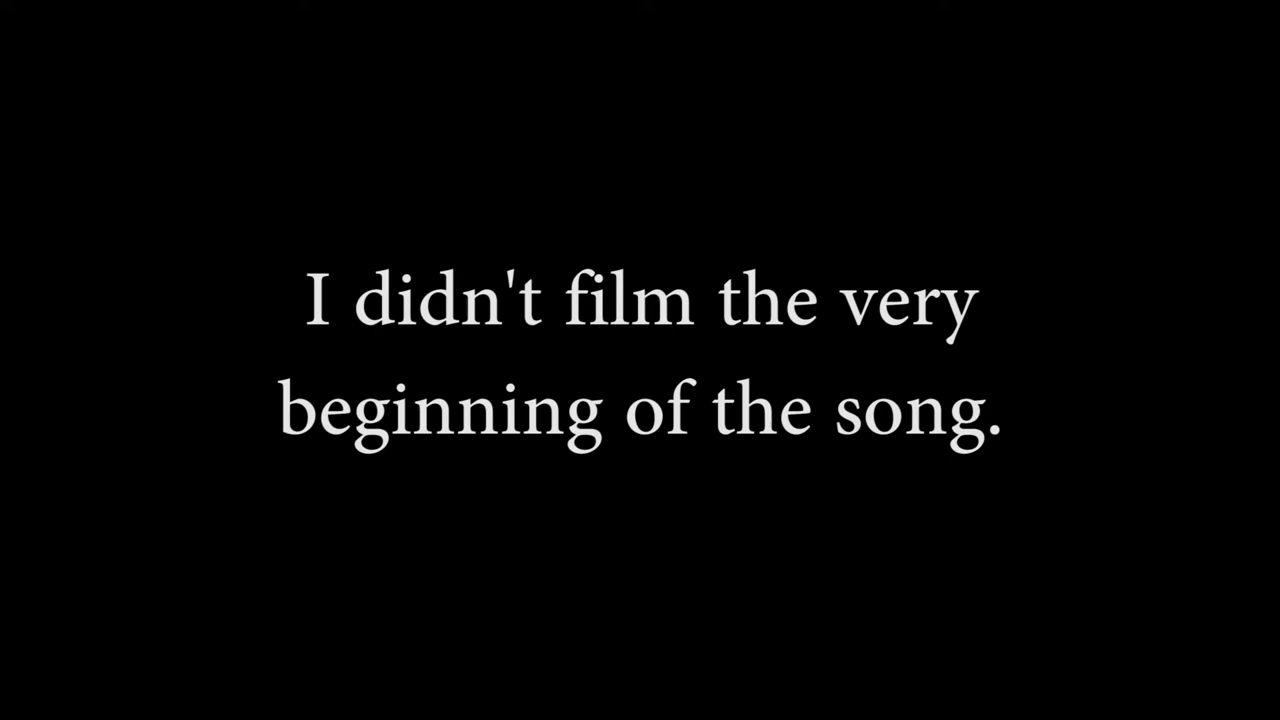 I didn't film the very
beginning of the song.